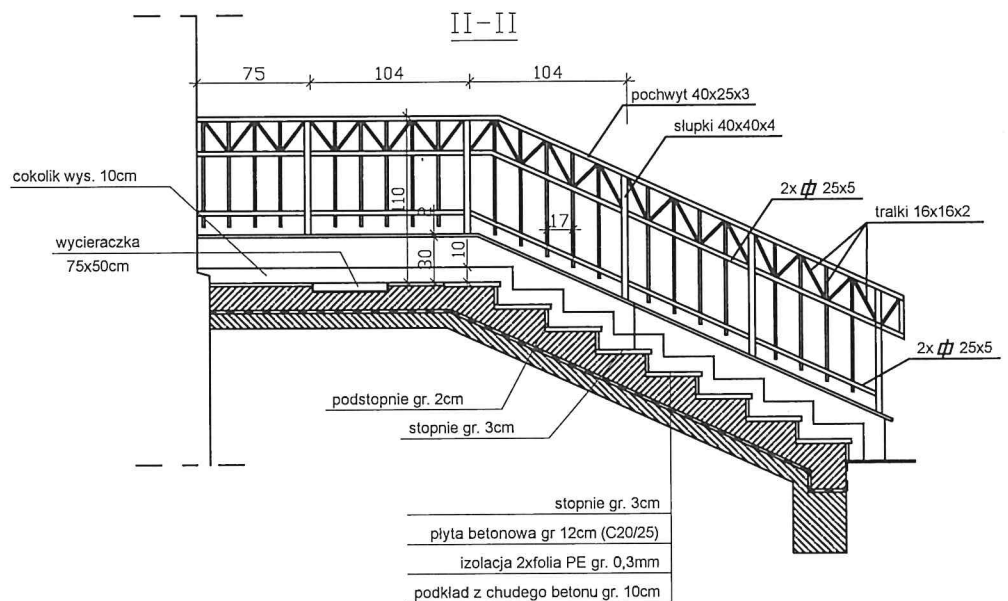 II-II
75
104
104
pochwyt 40x25x3
słupki 40x40x4
cokolik wys. 10cm
110
2x 25x5
17
tralki 16x16x2
wycieraczka
75x50cm
30
10
2x 25x5
podstopnie gr. 2cm
stopnie gr. 3cm
stopnie gr. 3cm
płyta betonowa gr 12cm (C20/25)
izolacja 2xfolia PE gr. 0,3mm
podkład z chudego betonu gr. 10cm